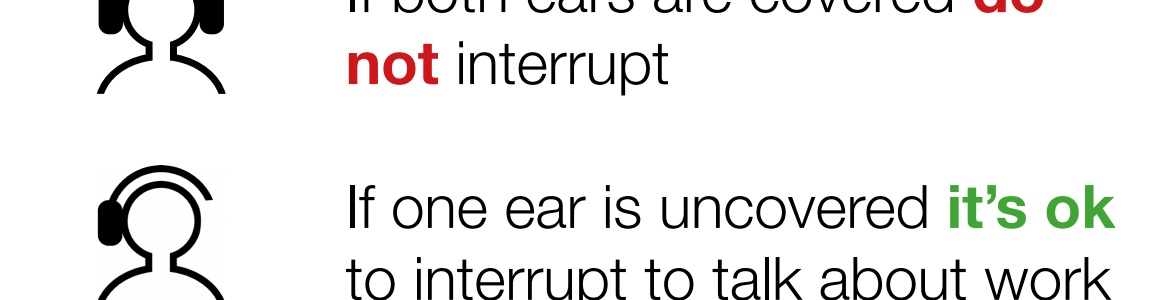 If both ears are covered do
not interrupt
If one ear is uncovered it's ok
to interrupt to talk about work